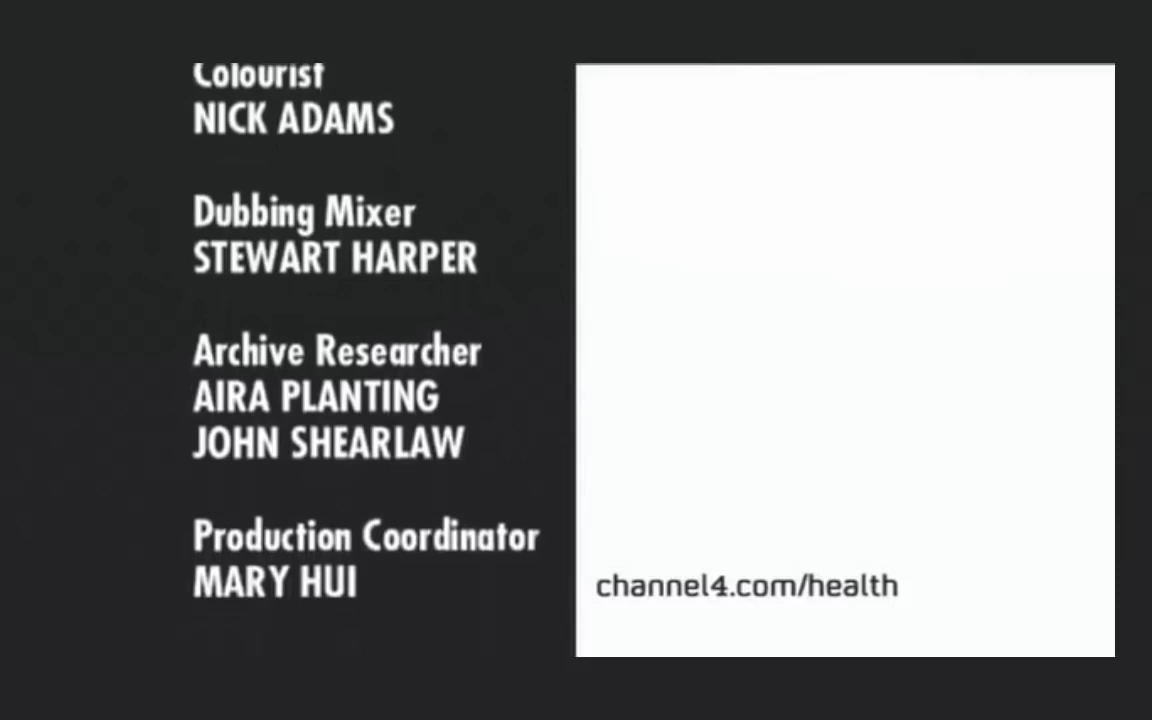 Colourist
NICK ADAMS
Dubbing Mixer
STEWART HARPER
Archive Researcher
AIRA PLANTING
JOHN SHEARLAW
Production Coordinator
MARY HUI
channel4.com/health